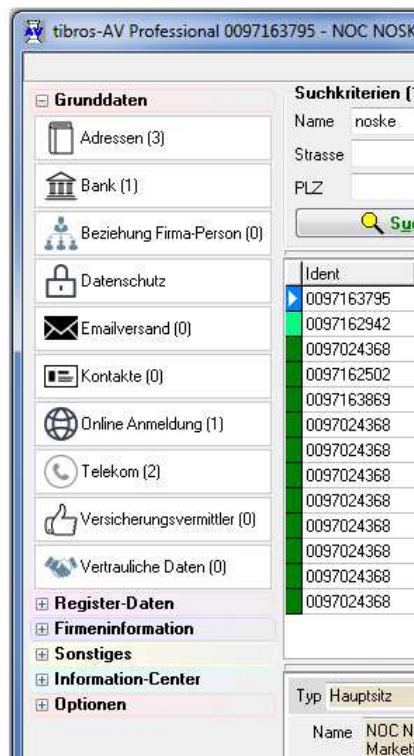 tibros-AV Professional 0097163795 - NOC NOSK
Grunddaten
Adressen (3)
Bank (1)
Beziehung Firma-Person (0)
Datenschutz
Emailversand (0)
Kontakte (0)
Online Anmeldung (1)
Telekom (2)
Versicherungsvermittler (0)
Vertrauliche Daten (0)
Register-Daten
Firmeninformation
Sonstiges
Information-Center
Optionen
Suchkriterien (
Name noske
Strasse
PLZ
Su
Ident
0097163795
0097162942
0097024368
0097162502
0097163869
0097024368
0097024368
0097024368
0097024368
0097024368
0097024368
0097024368
0097024368
Typ Hauptsitz
Name NOC N
Market